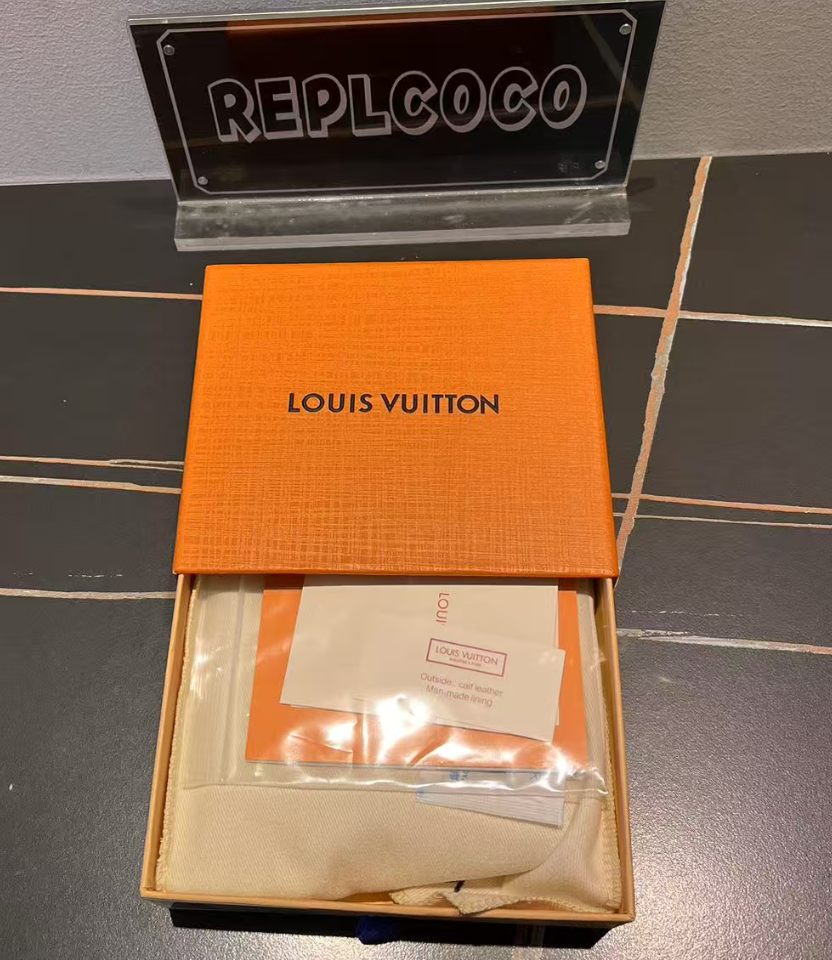 REPLCOCO
LOUIS VUITTON
LOUI
LOUIS VUITTON
Outside: calf leather
Man-made lining